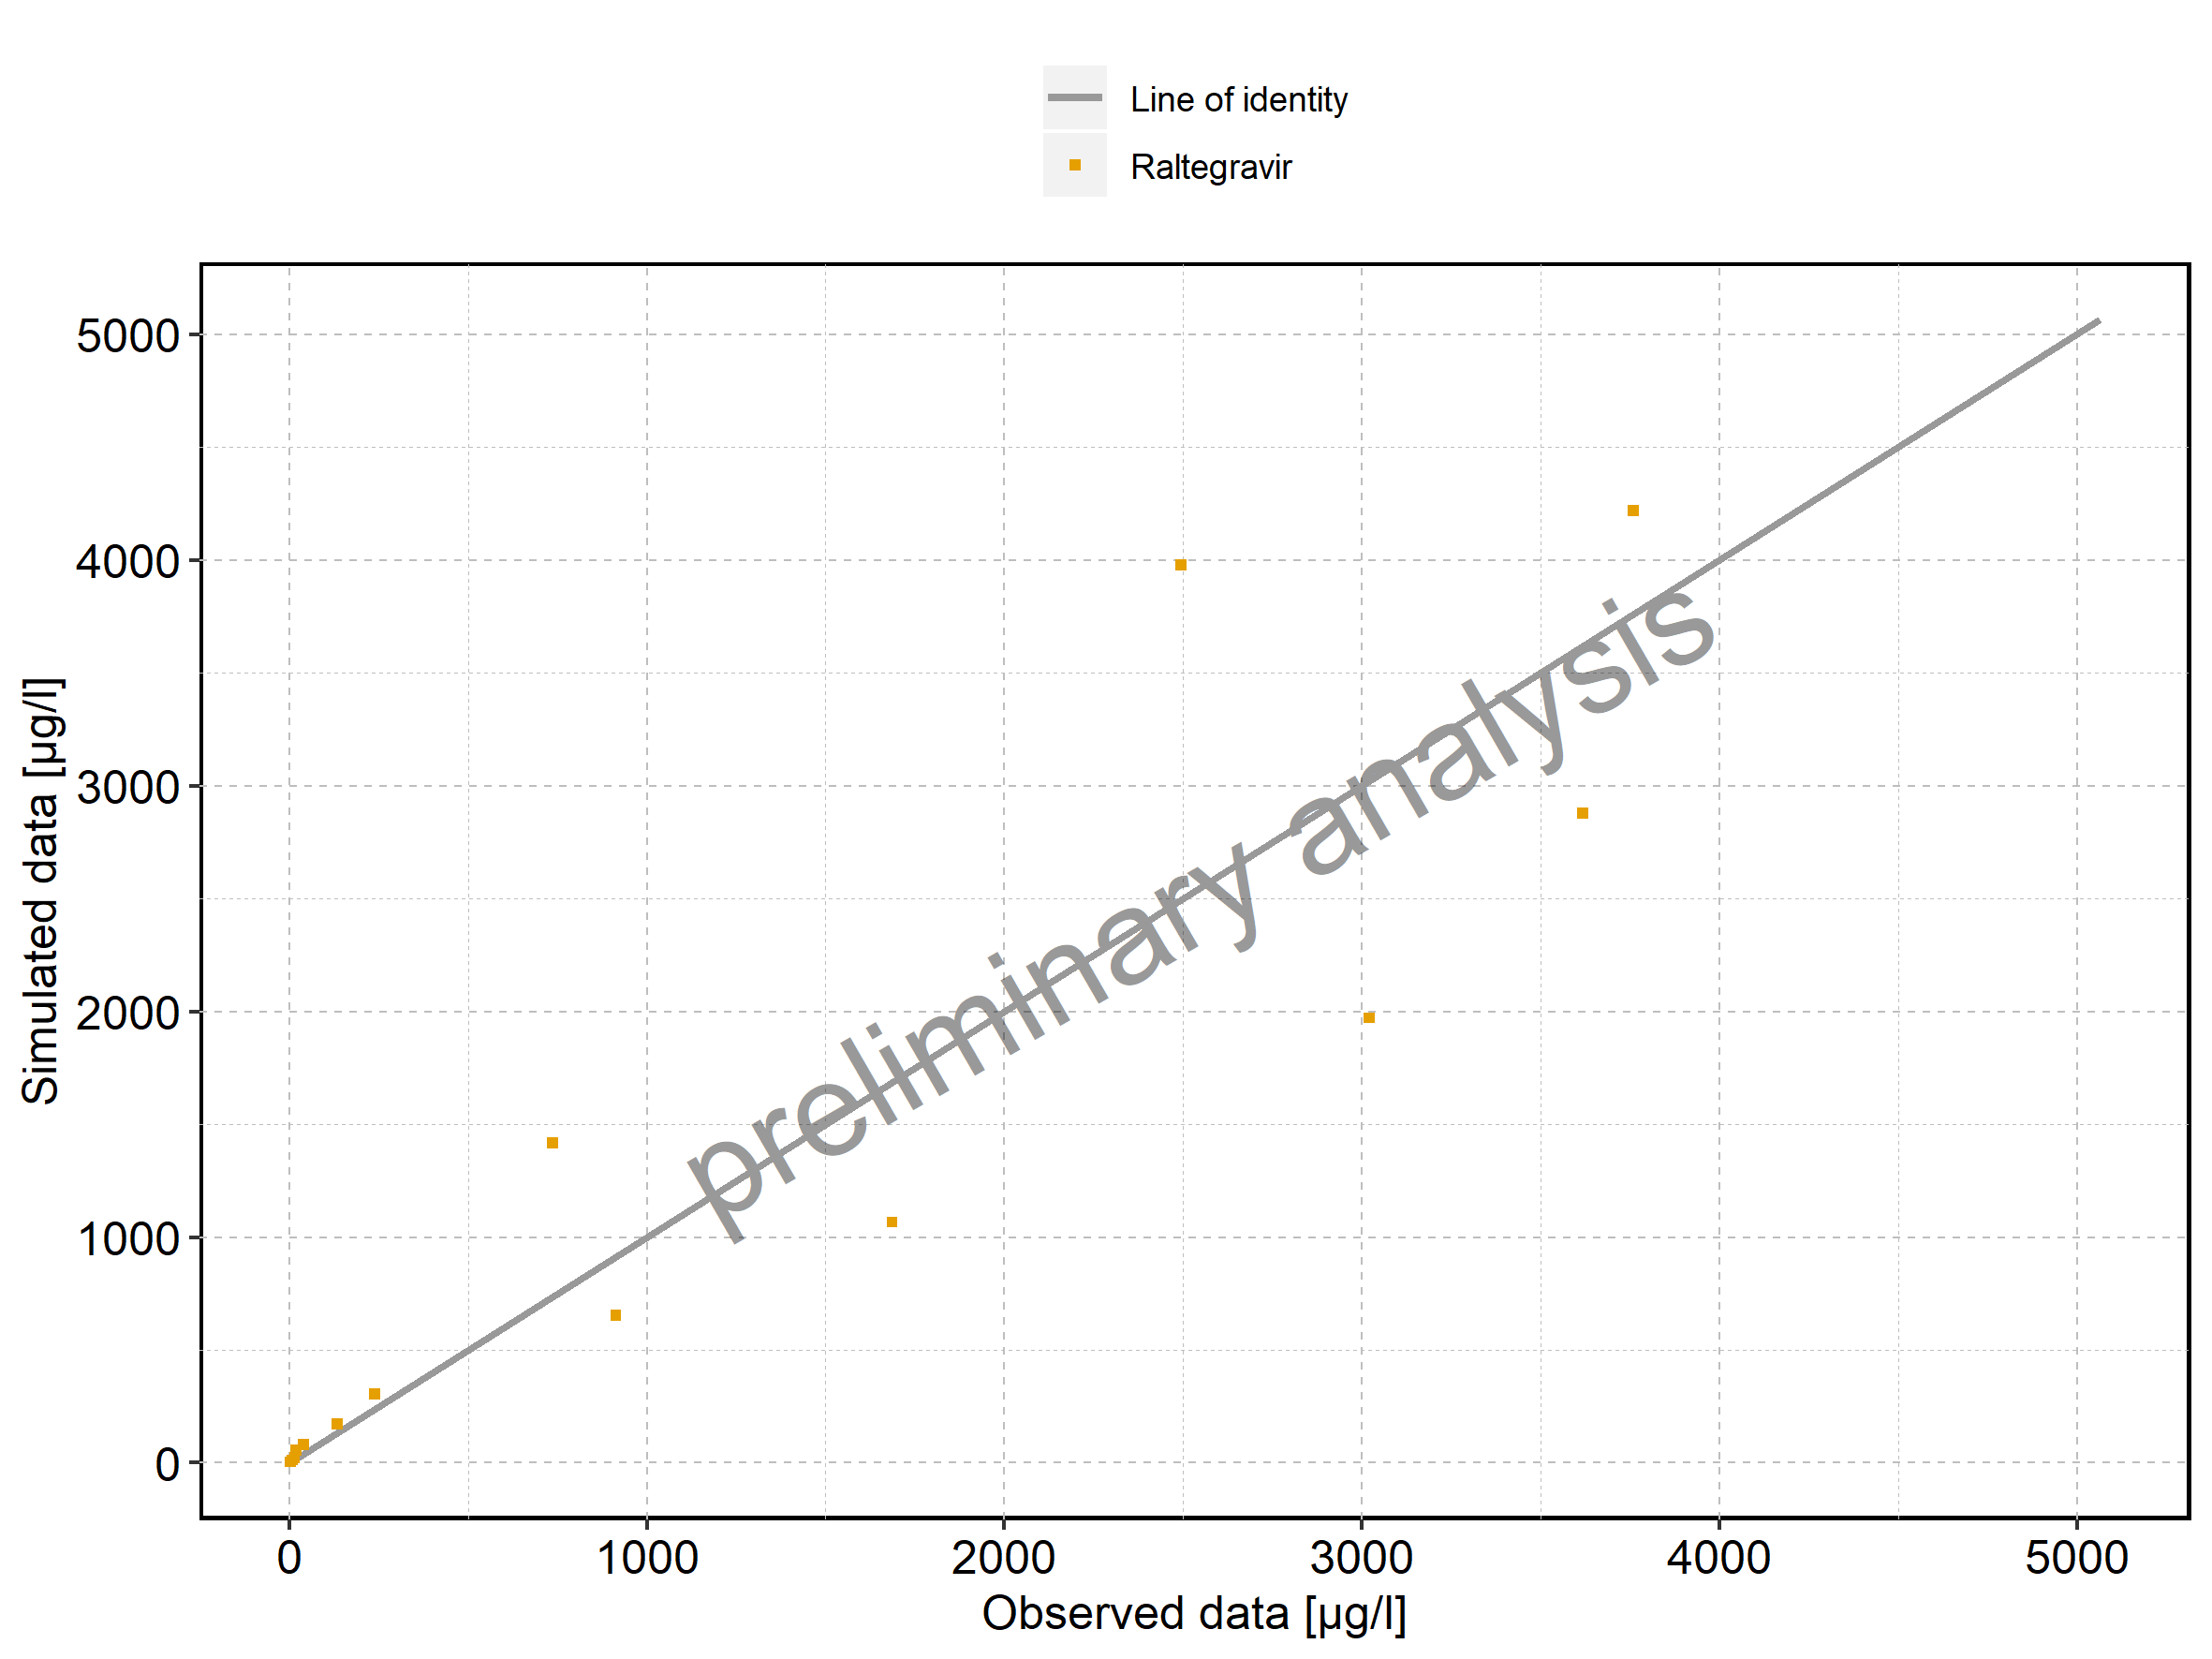 Line of identity
Raltegravir
5000
4000
3000
2000
1000
0
Simulated data [µg/l]
preliminary analysis
0 1000 2000 3000 4000 5000
Observed data [µg/l]